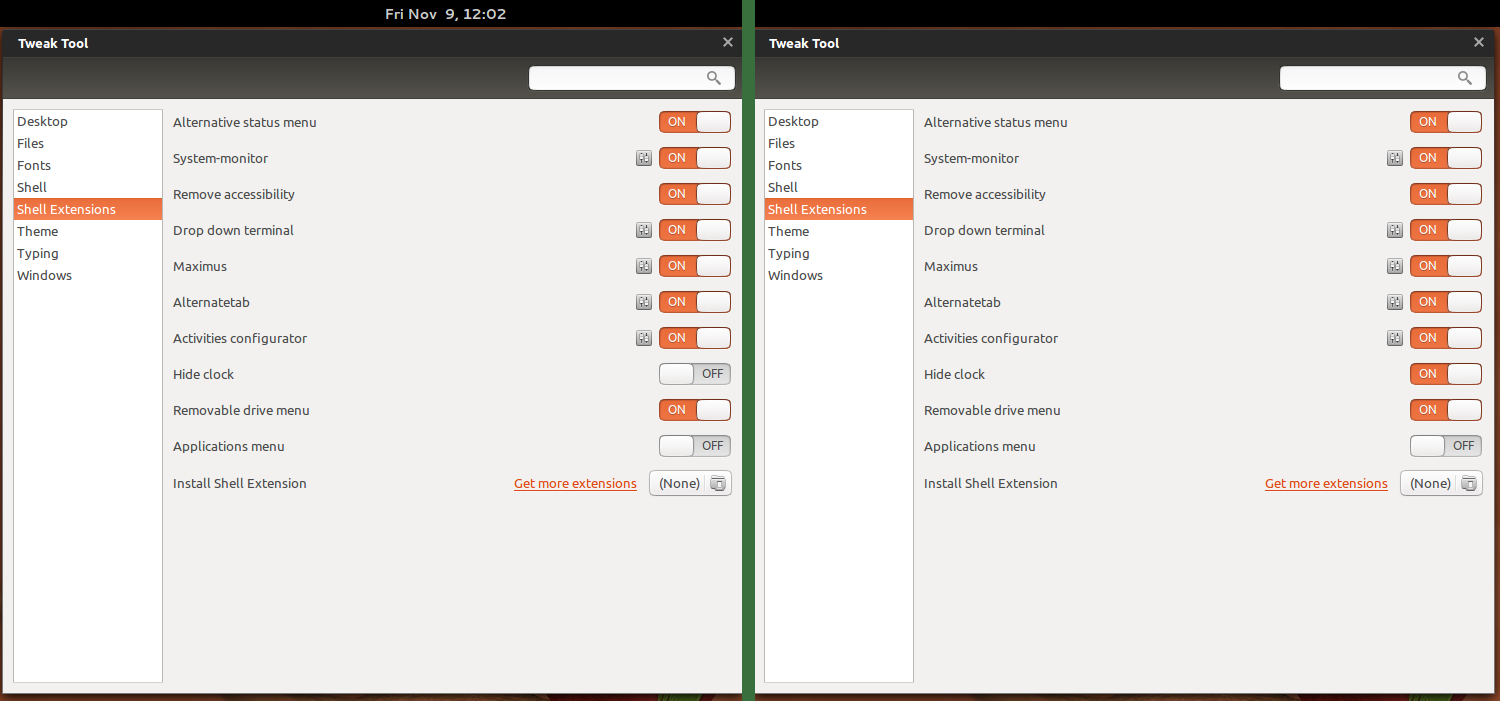 Fri Nov 9, 12:02
Tweak Tool
Desktop
Files
Fonts
Shell
Shell Extensions
Theme
Typing
Windows
Alternative status menu ON
System-monitor ON
Remove accessibility ON
Drop down terminal ON
Maximus ON
Alternatetab ON
Activities configurator ON
Hide clock OFF
Removable drive menu ON
Applications menu OFF
Install Shell Extension Get more extensions (None)
Tweak Tool
Desktop
Files
Fonts
Shell
Shell Extensions
Theme
Typing
Windows
Alternative status menu ON
System-monitor ON
Remove accessibility ON
Drop down terminal ON
Maximus ON
Alternatetab ON
Activities configurator ON
Hide clock ON
Removable drive menu ON
Applications menu OFF
Install Shell Extension Get more extensions (None)